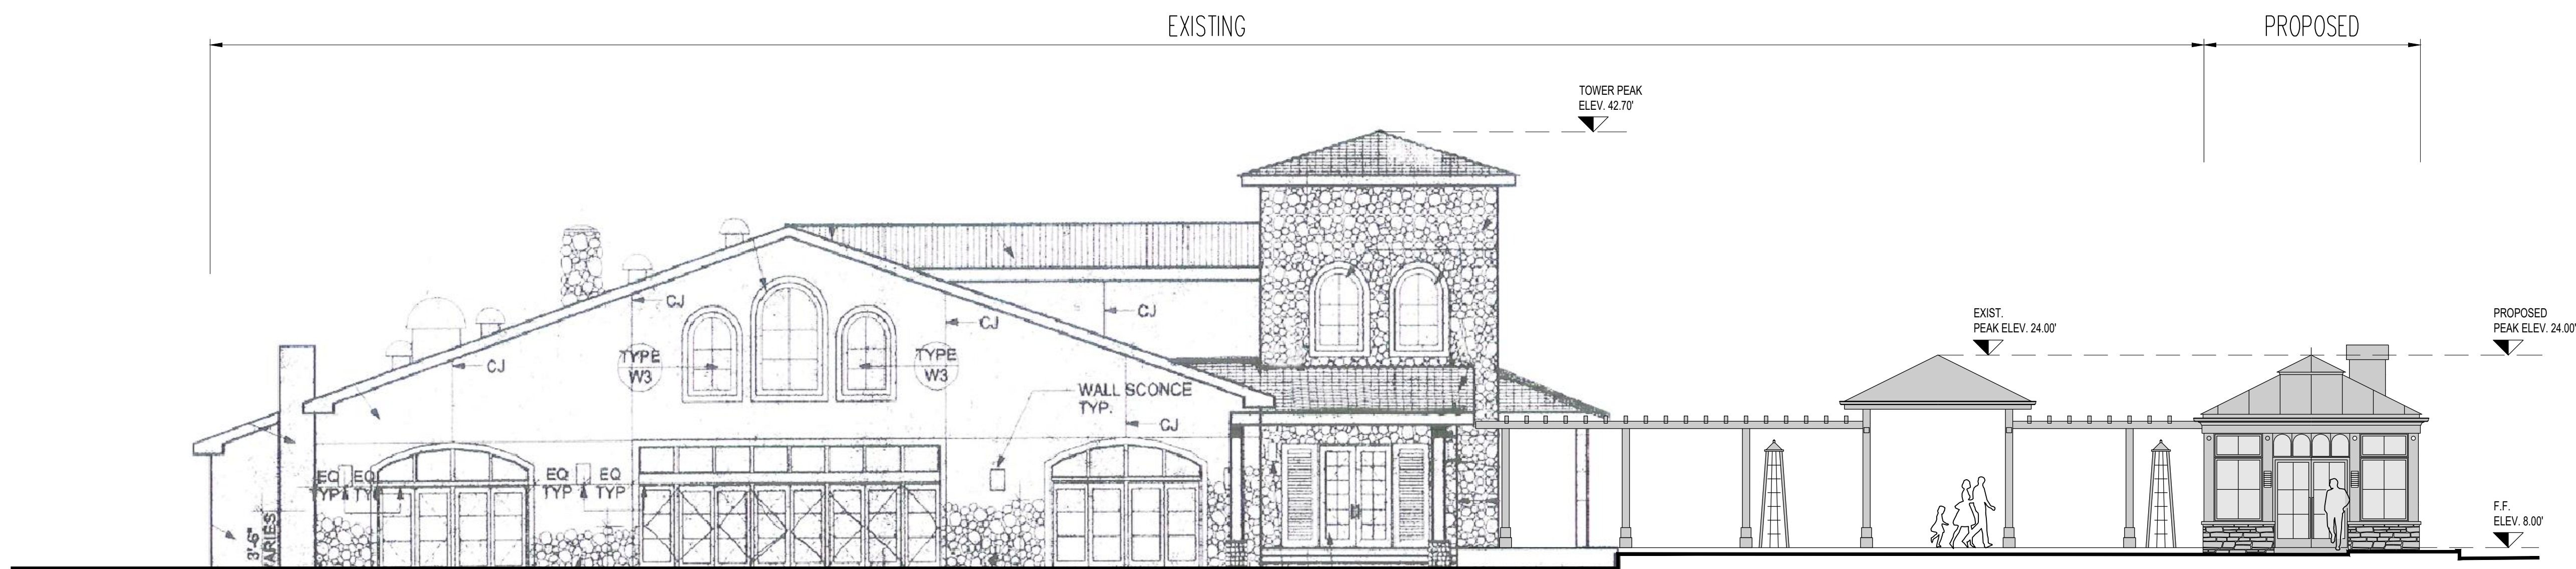 EXISTING
PROPOSED
TOWER PEAK
ELEV. 42.70'
EXIST.
PEAK ELEV. 24.00'
PROPOSED
PEAK ELEV. 24.00'
CJ
CJ
CJ
CJ
TYPE
W3
TYPE
W3
WALL SCONCE
TYP.
CJ
EQ
TYP
EQ
TYP
EQ
TYP
EQ
TYP
3'-6"
F.F.
ELEV. 8.00'